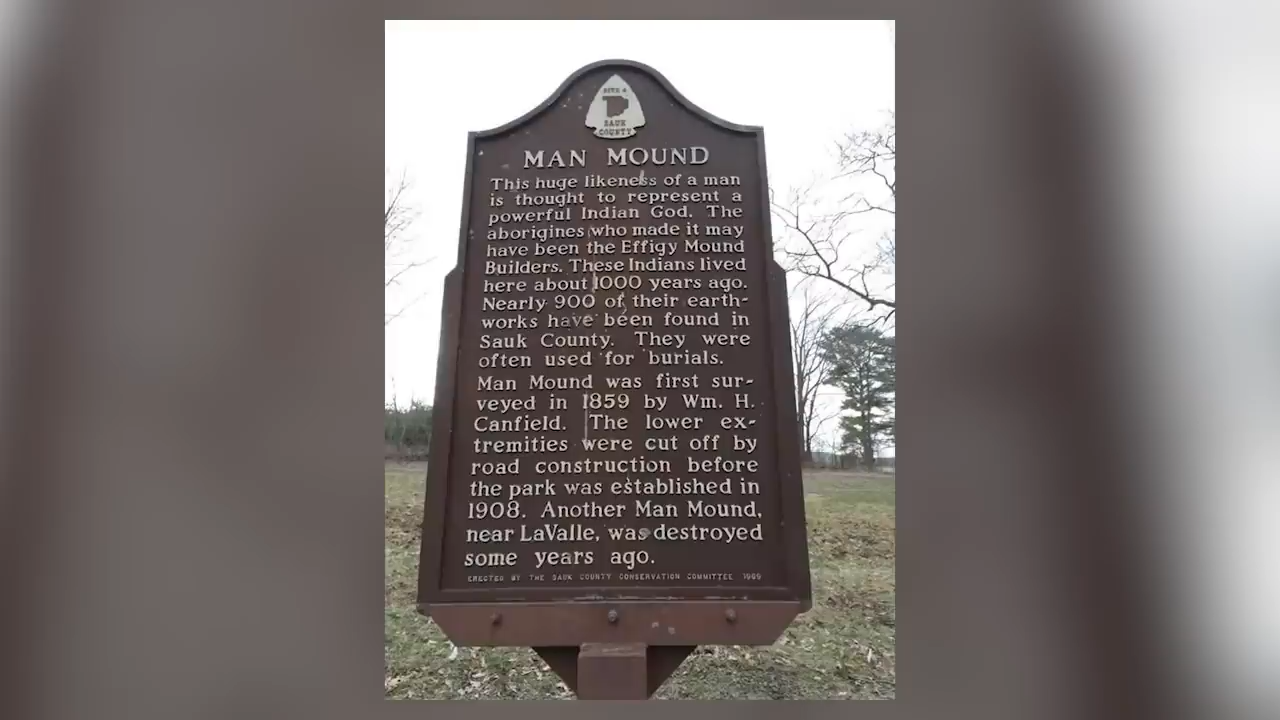 SITE 4
SAUK
COUNTY
MAN MOUND
This huge likeness of a man
is thought to represent a
powerful Indian God. The
aborigines who made it may
have been the Effigy Mound
Builders. These Indians lived
here about 1000 years ago.
Nearly 900 of their earth-
works have been found in
Sauk County. They were
often used for burials.
Man Mound was first sur-
veyed in 1859 by Wm. H.
Canfield. The lower ex-
tremities were cut off by
road construction before
the park was established in
1908. Another Man Mound,
near LaValle, was destroyed
some years ago.
ERECTED BY THE SAUK COUNTY CONSERVATION COMMITTEE